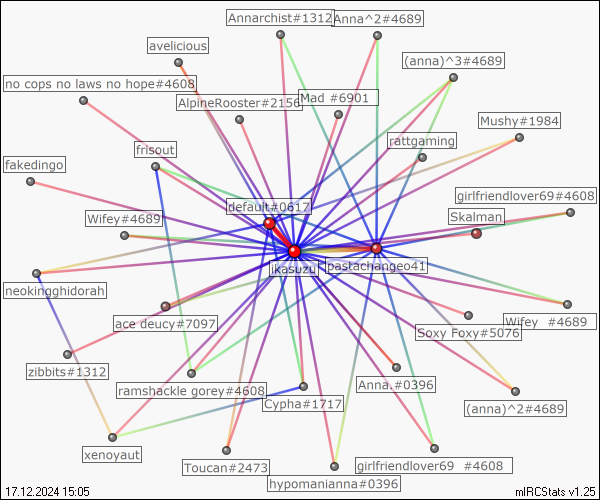 Annarchist#1312
Anna^2#4689
avelicious
(anna)^3#4689
no cops no laws no hope#4608
AlpineRooster#2156
Mad #6901
Mushy#1984
frisout
rattgaming
fakedingo
girlfriendlover69#4608
default#0617
Wifey#4689
Skalman
jkasuzu
pastachangeo41
neokingghidorah
ace deucy#7097
Wifey #4689
Soxy Foxy#5076
zibbits#1312
ramshackle gorey#4608
Anna.#0396
Cypha#1717
(anna)^2#4689
xenoyaut
Toucan#2473
girlfriendlover69 #4608
hypomanianna#0396
17.12.2024 15:05
mIRCStats v1.25